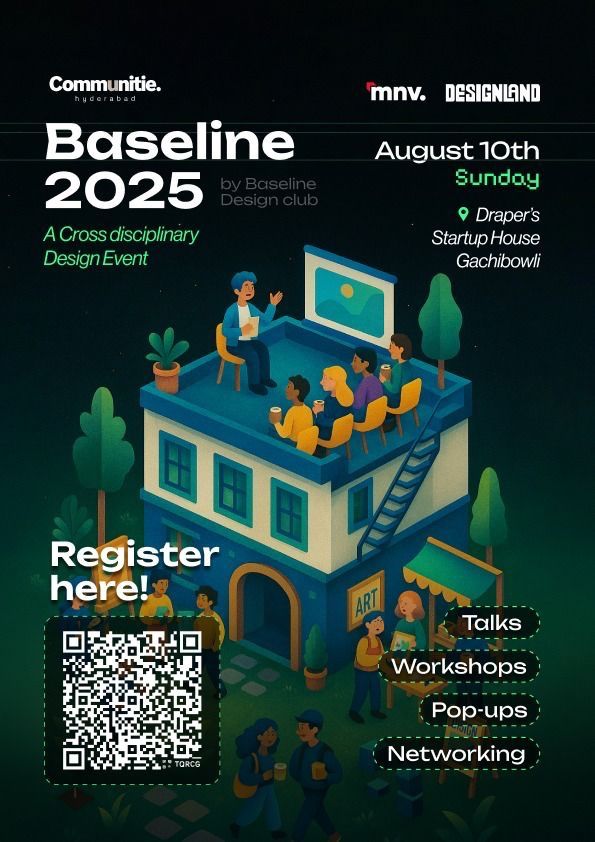 Communitie.
hyderabad
mnv. DESIGNLAND
Baseline
2025
by Baseline
Design club
A Cross disciplinary
Design Event
August 10th
Sunday
Draper's
Startup House
Gachibowli
Register
here!
TQRCG
ART
Talks
Workshops
Pop-ups
Networking